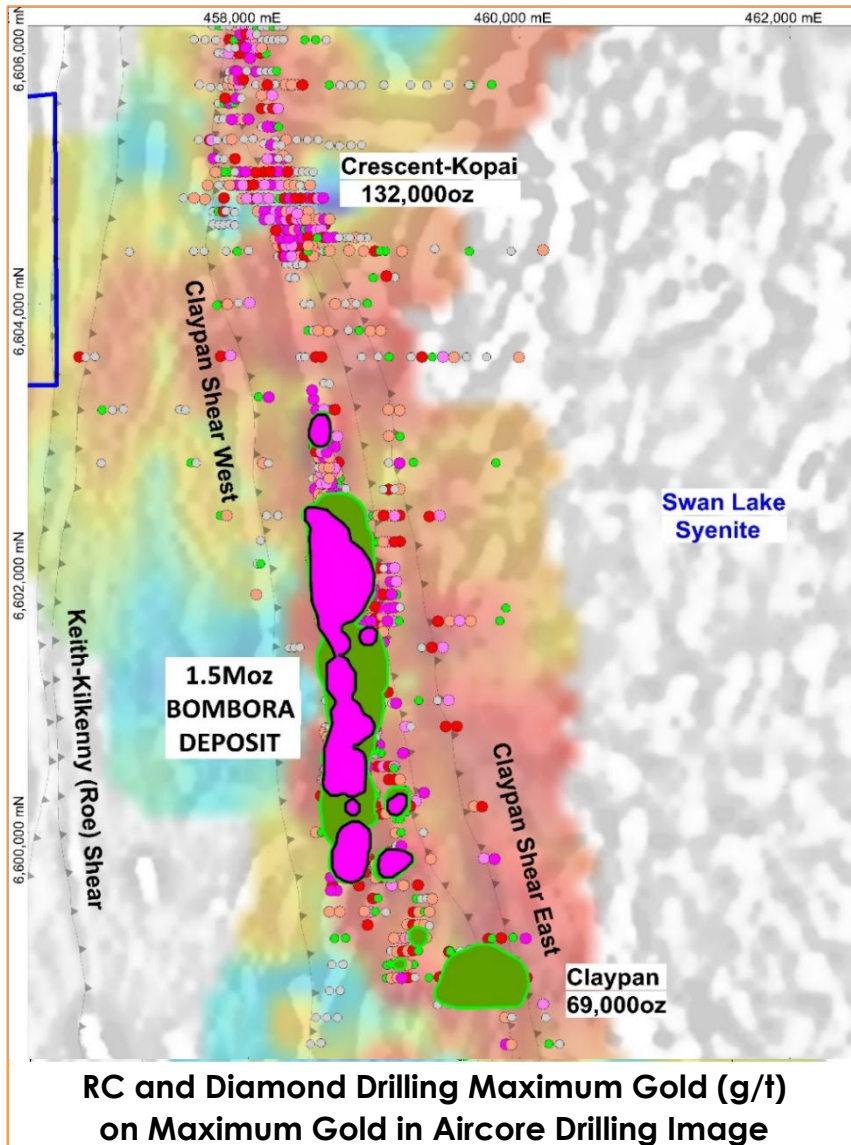 458,000 mE
460,000 mE
462,000 mE
6,606,000 mN
Crescent-Kopai
132,000oz
6,604,000 mN
Claypan Shear West
Swan Lake
Syenite
6,602,000 mN
Keith-Kilkenny (Roe) Shear
1.5Moz
BOMBORA
DEPOSIT
Claypan Shear East
6,600,000 mN
Claypan
69,000oz
RC and Diamond Drilling Maximum Gold (g/t)
on Maximum Gold in Aircore Drilling Image